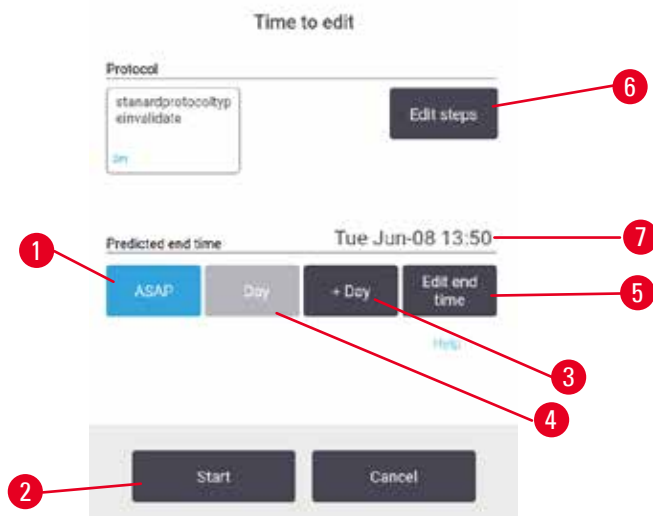 Time to edit
Protocol
6
stanardprotocoltyp
einvalidate
Edit steps
Predicted end time
Tue Jun-08 13:50
7
1
ASAP
Day
+ Day
Edit end
time
5
Help
3
4
Start
Cancel
2